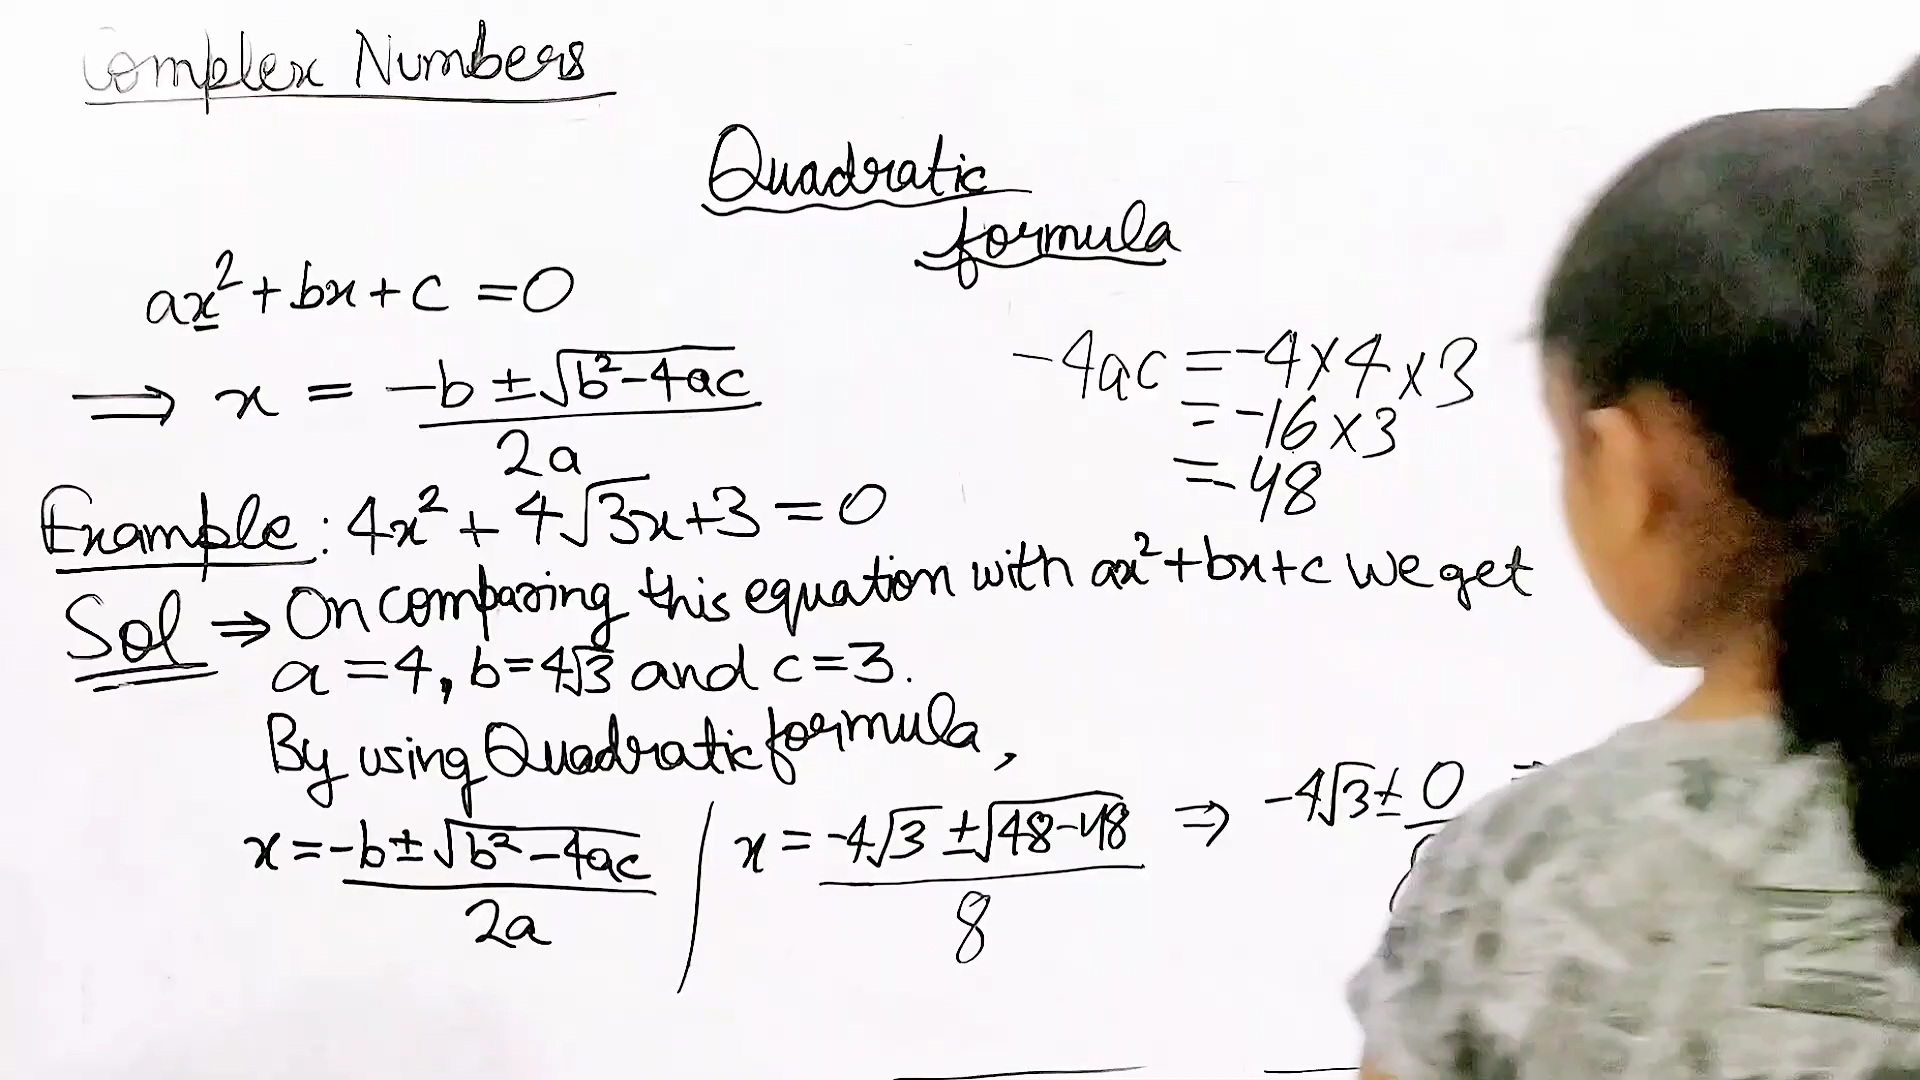 Complex Numbers
Quadratic
formula
ax²+bx+c=0
⟹ x = -b±√b²-4ac
2a
-4ac = -4×4×3
= -16×3
= -48
Example: 4x² + 4√3x+3=0
Sol ⇒ On comparing this equation with ax²+bx+c we get
a=4, b=4√3 and c=3.
By using Quadratic formula,
x=-b±√b²-4ac / x = -4√3±√48-48 ⇒ -4√3±0
2a 8